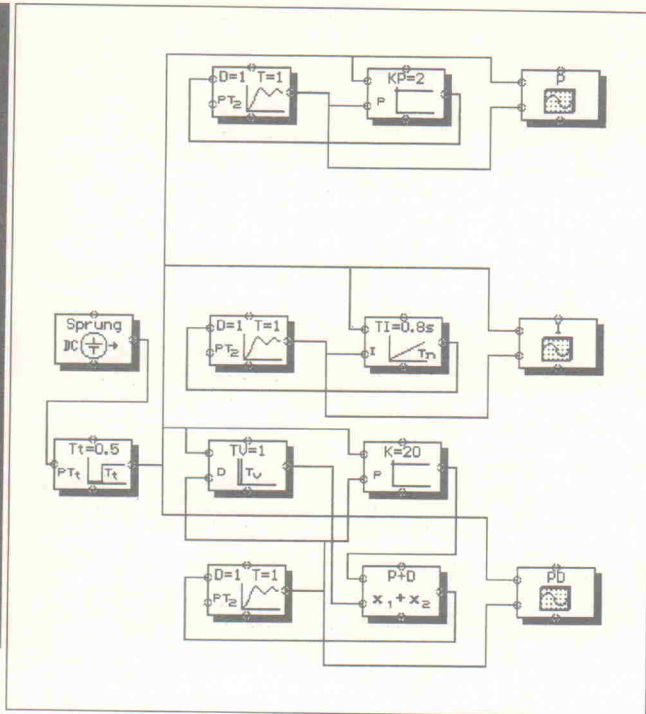 D=1 T=1
PT2
KP=2
P
P
Sprung
DC
D=1 T=1
PT2
TI=0.8s
I
Tn
Y
Tt=0.5
PTt
Tt
TV=1
D
Tv
K=20
P
D=1 T=1
PT2
P+D
x1+x2
PD